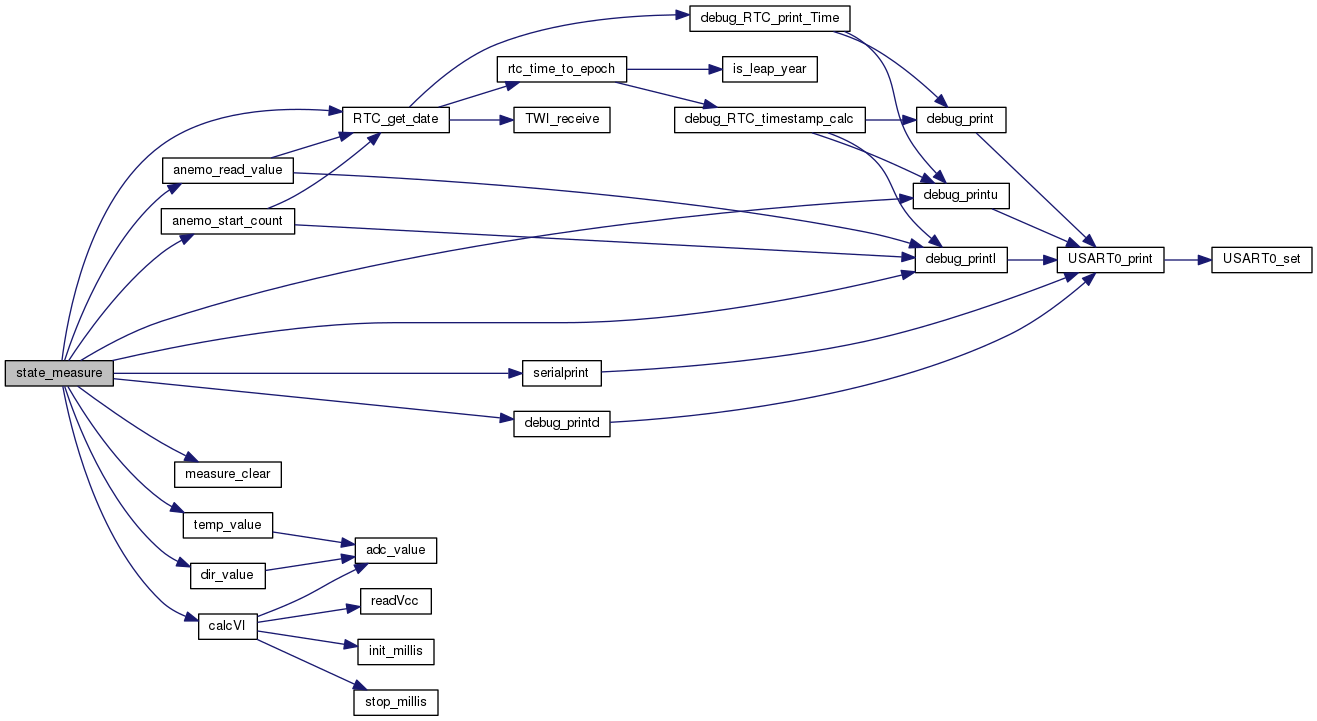 debug_RTC_print_Time
rtc_time_to_epoch
is_leap_year
RTC_get_date
TWI_receive
debug_RTC_timestamp_calc
debug_print
anemo_read_value
debug_printu
anemo_start_count
debug_printl
USART0_print
USART0_set
state_measure
serialprint
debug_printd
measure_clear
temp_value
adc_value
dir_value
readVcc
calcVI
init_millis
stop_millis